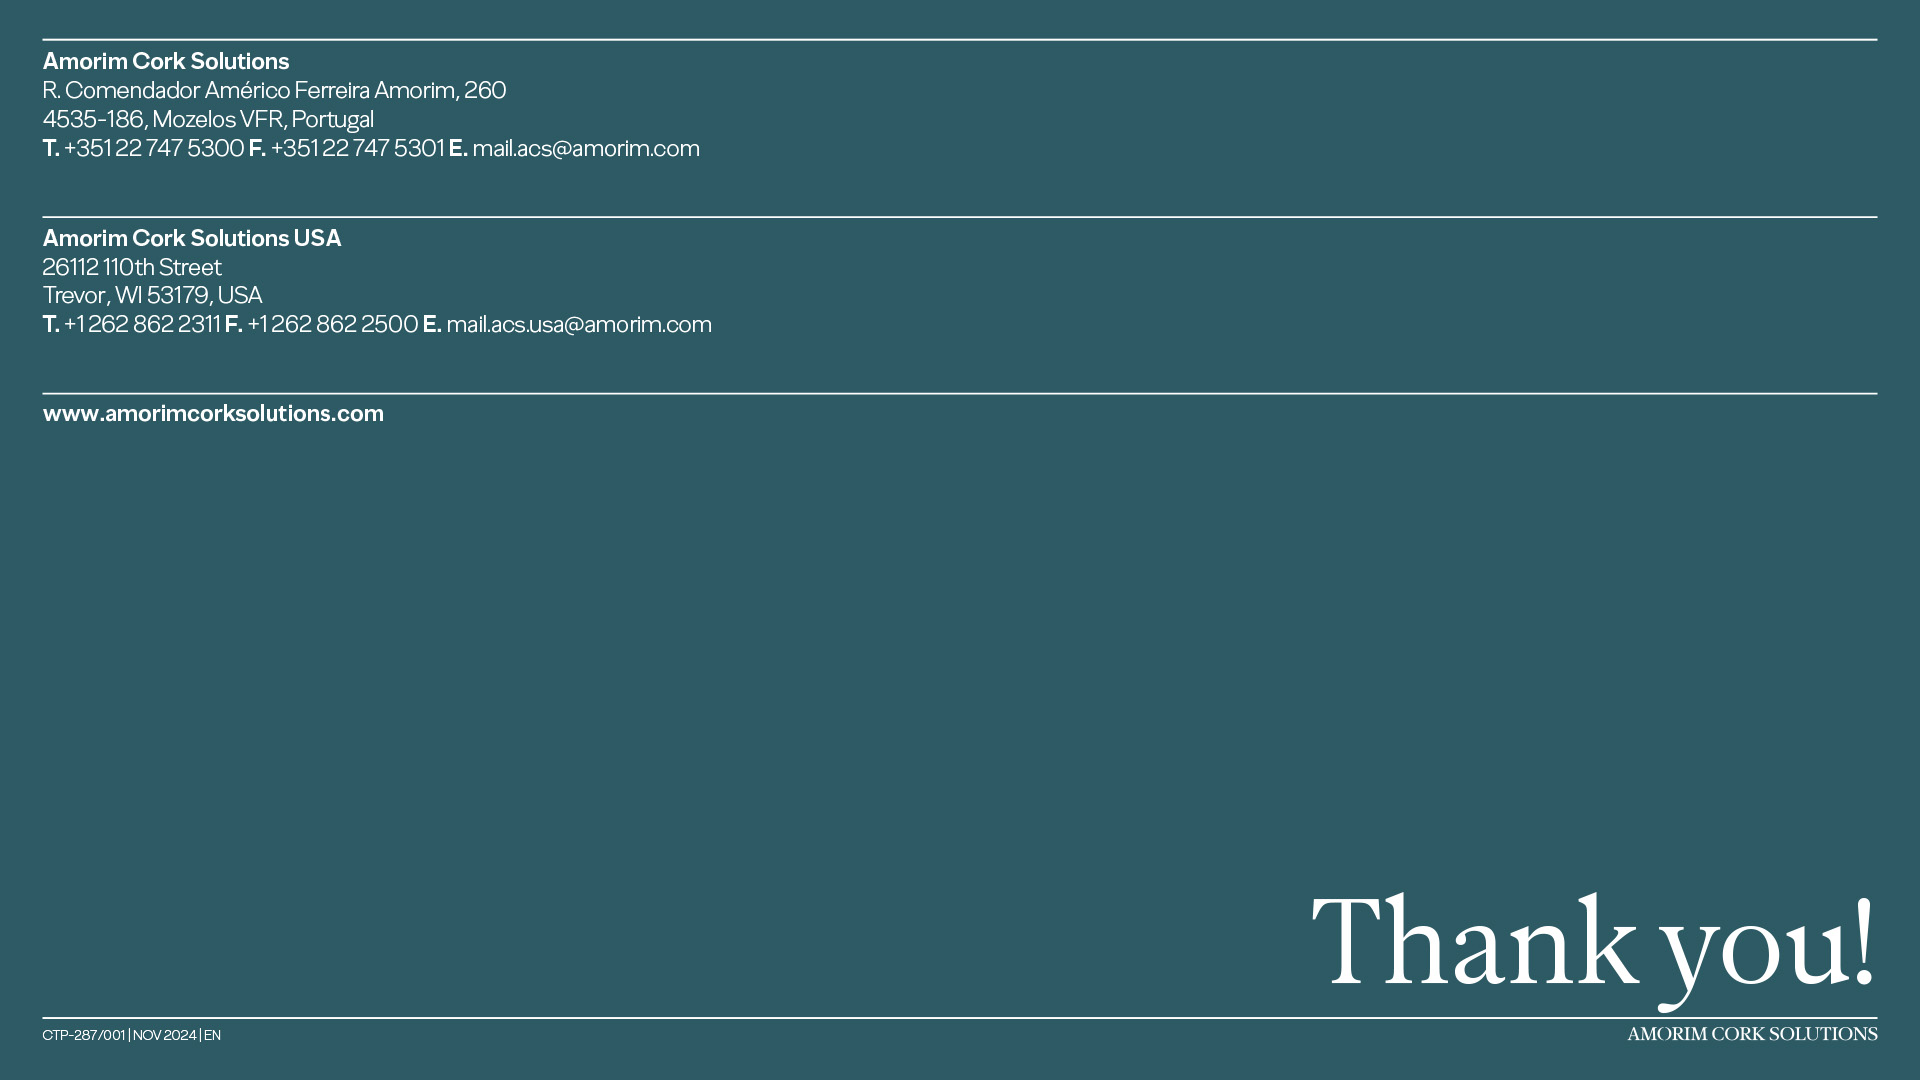 Amorim Cork Solutions
R. Comendador Américo Ferreira Amorim, 260
4535-186, Mozelos VFR, Portugal
T. +351 22 747 5300 F. +351 22 747 5301 E. mail.acs@amorim.com
Amorim Cork Solutions USA
26112 110th Street
Trevor, WI 53179, USA
T. +1 262 862 2311 F. +1 262 862 2500 E. mail.acs.usa@amorim.com
www.amorimcorksolutions.com
Thank you!
CTP-287/001 | NOV 2024 | EN
AMORIM CORK SOLUTIONS